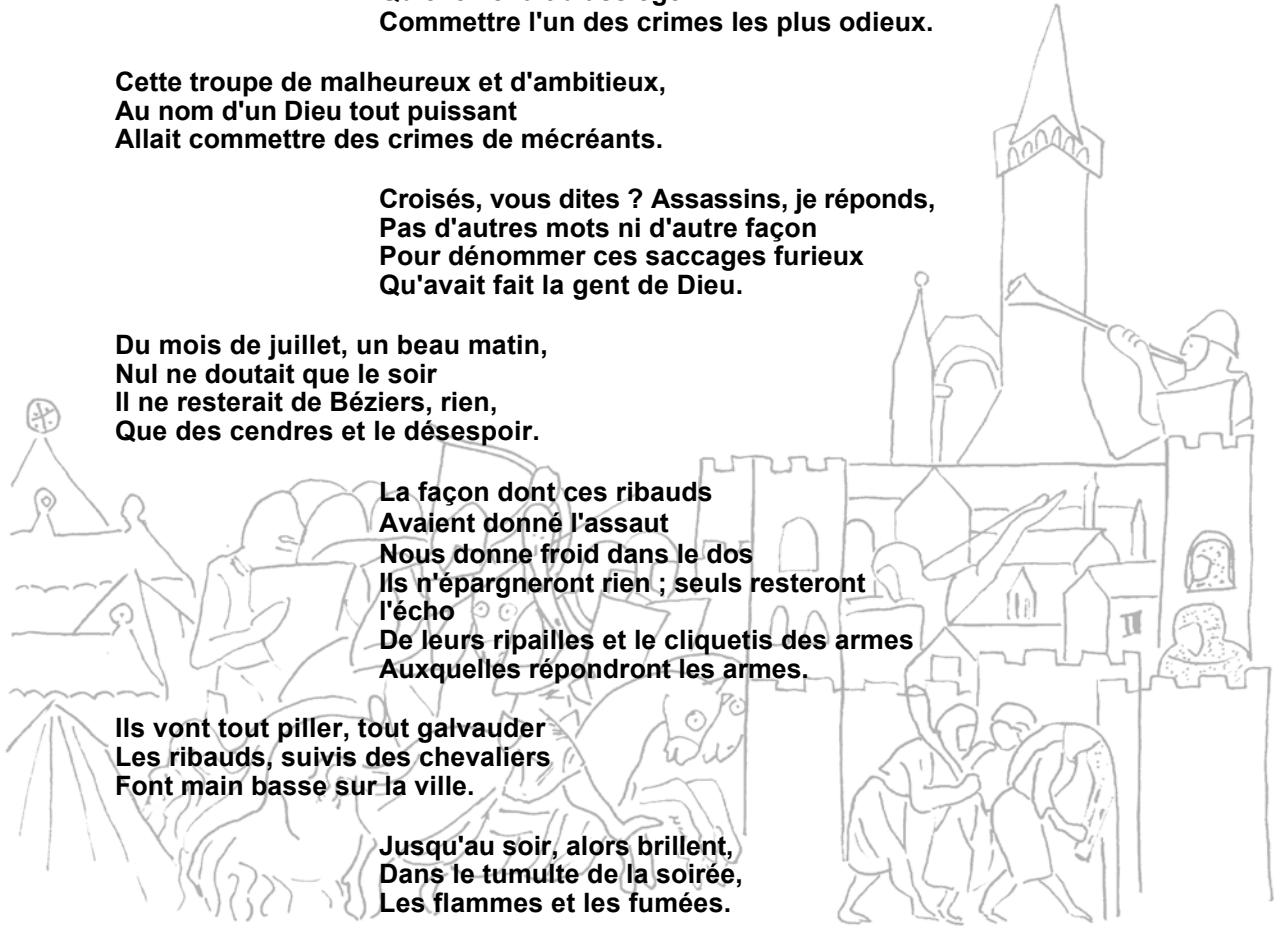 Commettre l'un des crimes les plus odieux.
Cette troupe de malheureux et d'ambitieux,
Au nom d'un Dieu tout puissant
Allait commettre des crimes de mécréants.
Croisés, vous dites ? Assassins, je réponds,
Pas d'autres mots ni d'autre façon
Pour dénommer ces saccages furieux
Qu'avait fait la gent de Dieu.
Du mois de juillet, un beau matin,
Nul ne doutait que le soir
Il ne resterait de Béziers, rien,
Que des cendres et le désespoir.
La façon dont ces ribauds
Avaient donné l'assaut
Nous donne froid dans le dos
Ils n'épargneront rien ; seuls resteront
l'écho
De leurs ripailles et le cliquetis des armes
Auxquelles répondront les armes.
Ils vont tout piller, tout galvauder
Les ribauds, suivis des chevaliers
Font main basse sur la ville.
Jusqu'au soir, alors brillent,
Dans le tumulte de la soirée,
Les flammes et les fumées.